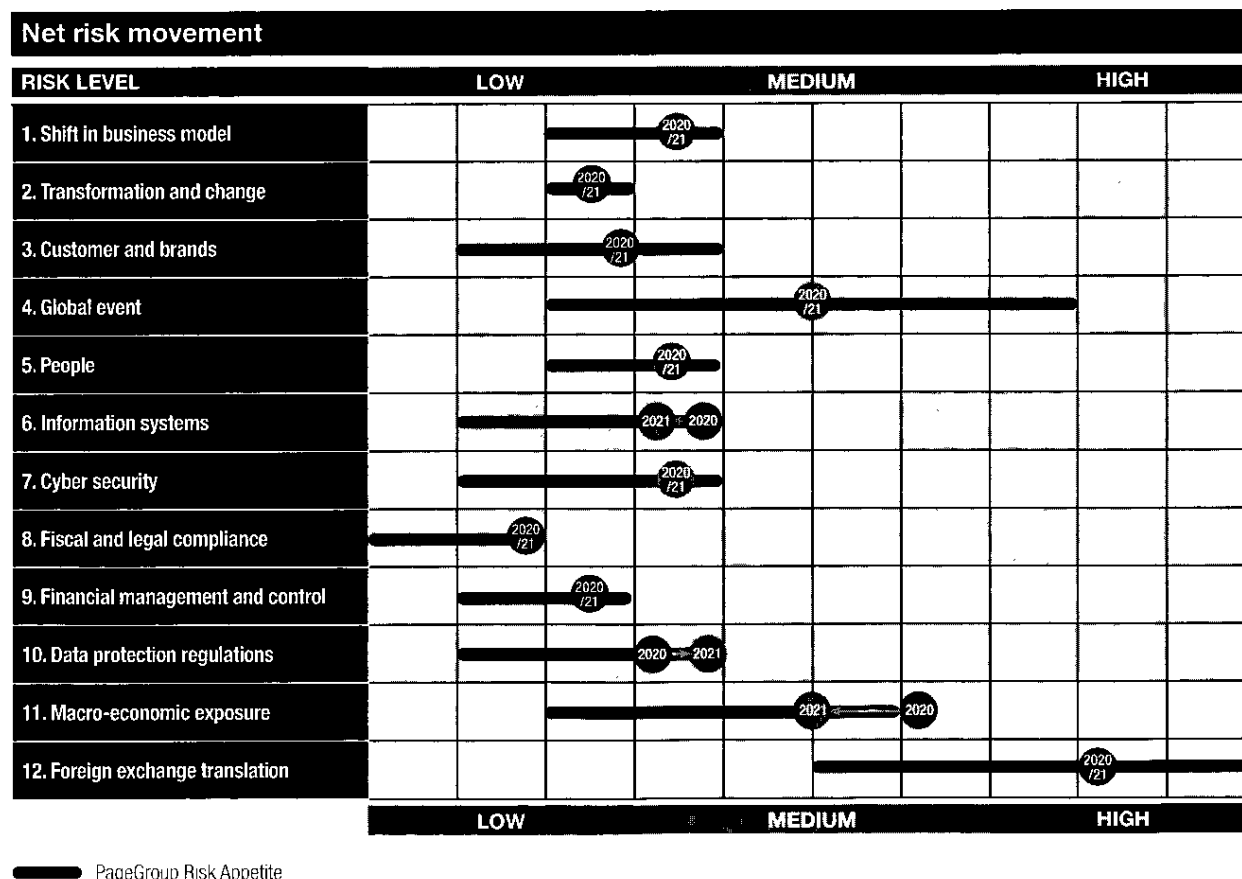 Net risk movement
RISK LEVEL LOW MEDIUM HIGH
1. Shift in business model 2020
/21
2. Transformation and change 2020
/21
3. Customer and brands 2020
/21
4. Global event 2020
/21
5. People 2020
/21
6. Information systems 2021 2020
7. Cyber security 2020
/21
8. Fiscal and legal compliance 2020
/21
9. Financial management and control 2020
/21
10. Data protection regulations 2020 2021
11. Macro-economic exposure 2021 2020
12. Foreign exchange translation 2020
/21
LOW MEDIUM HIGH
PageGroup Risk Appetite